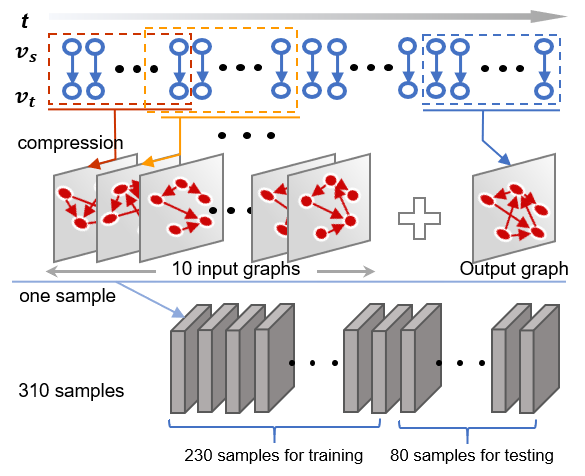 t
v_s
v_t
compression
10 input graphs
Output graph
one sample
310 samples
230 samples for training
80 samples for testing